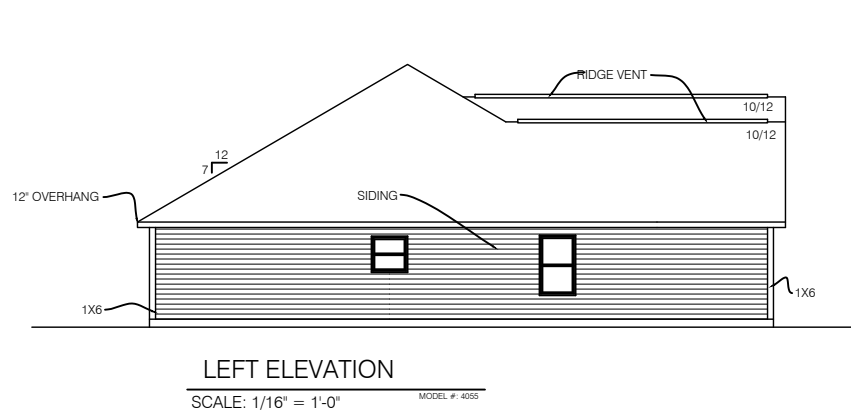 RIDGE VENT
10/12
10/12
12
7
12" OVERHANG
SIDING
1X6
1X6
LEFT ELEVATION
SCALE: 1/16" = 1'-0"
MODEL #: 4055